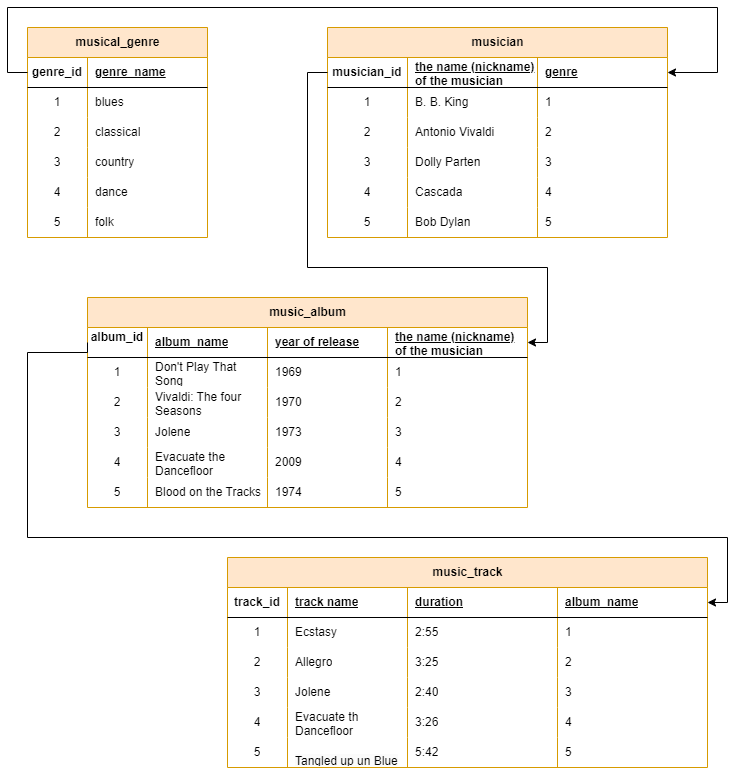 musical_genre
genre_id genre_name
1 blues
2 classical
3 country
4 dance
5 folk
musician
musician_id the name (nickname) of the musician genre
1 B. B. King 1
2 Antonio Vivaldi 2
3 Dolly Parten 3
4 Cascada 4
5 Bob Dylan 5
music_album
album_id album_name year of release the name (nickname) of the musician
1 Don't Play That Song 1969 1
2 Vivaldi: The four Seasons 1970 2
3 Jolene 1973 3
4 Evacuate the Dancefloor 2009 4
5 Blood on the Tracks 1974 5
music_track
track_id track name duration album_name
1 Ecstasy 2:55 1
2 Allegro 3:25 2
3 Jolene 2:40 3
4 Evacuate th Dancefloor 3:26 4
5 Tangled up un Blue 5:42 5